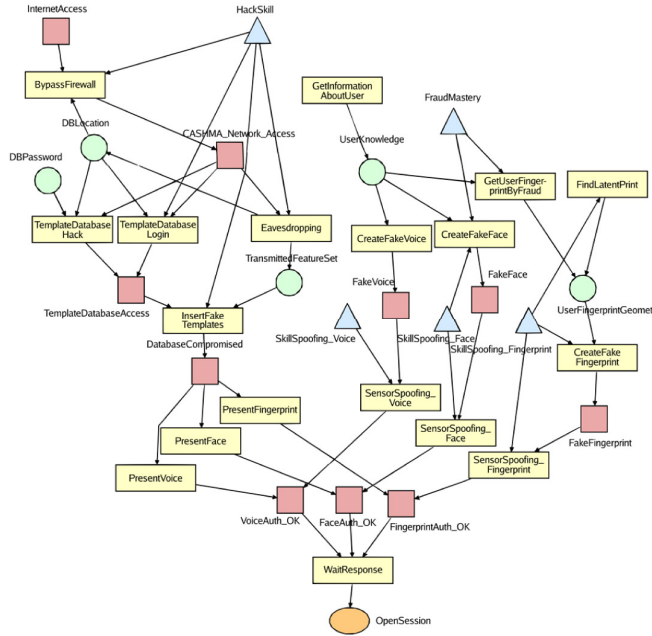 InternetAccess
HackSkill
BypassFirewall
GetInformation
AboutUser
FraudMastery
DBLocation
CASHMA_Network_Access
UserKnowledge
DBPassword
GetUserFinger-
printByFraud
FindLatentPrint
TemplateDatabase
Hack
TemplateDatabase
Login
Eavesdropping
CreateFakeVoice
CreateFakeFace
TransmittedFeatureSet
FakeVoice
FakeFace
TemplateDatabaseAccess
InsertFake
Templates
UserFingerprintGeomet
SkillSpoofing_Voice
SkillSpoofing_Face
SkillSpoofing_Fingerprint
DatabaseCompromised
CreateFake
Fingerprint
SensorSpoofing_
Voice
PresentFingerprint
SensorSpoofing_
Face
FakeFingerprint
PresentFace
SensorSpoofing_
Fingerprint
PresentVoice
VoiceAuth_OK
FaceAuth_OK
FingerprintAuth_OK
WaitResponse
OpenSession